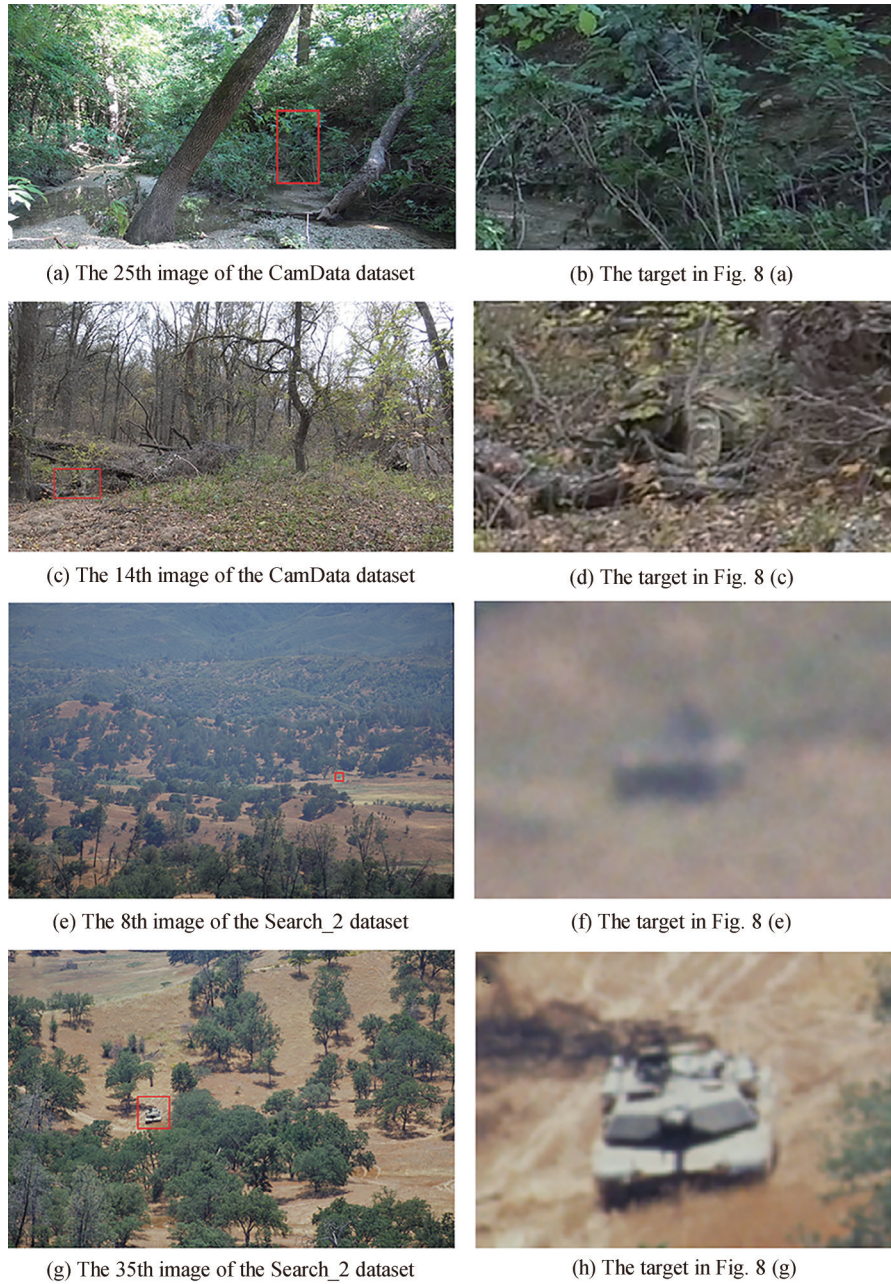 (a) The 25th image of the CamData dataset
(b) The target in Fig. 8 (a)
(c) The 14th image of the CamData dataset
(d) The target in Fig. 8 (c)
(e) The 8th image of the Search_2 dataset
(f) The target in Fig. 8 (e)
(g) The 35th image of the Search_2 dataset
(h) The target in Fig. 8 (g)